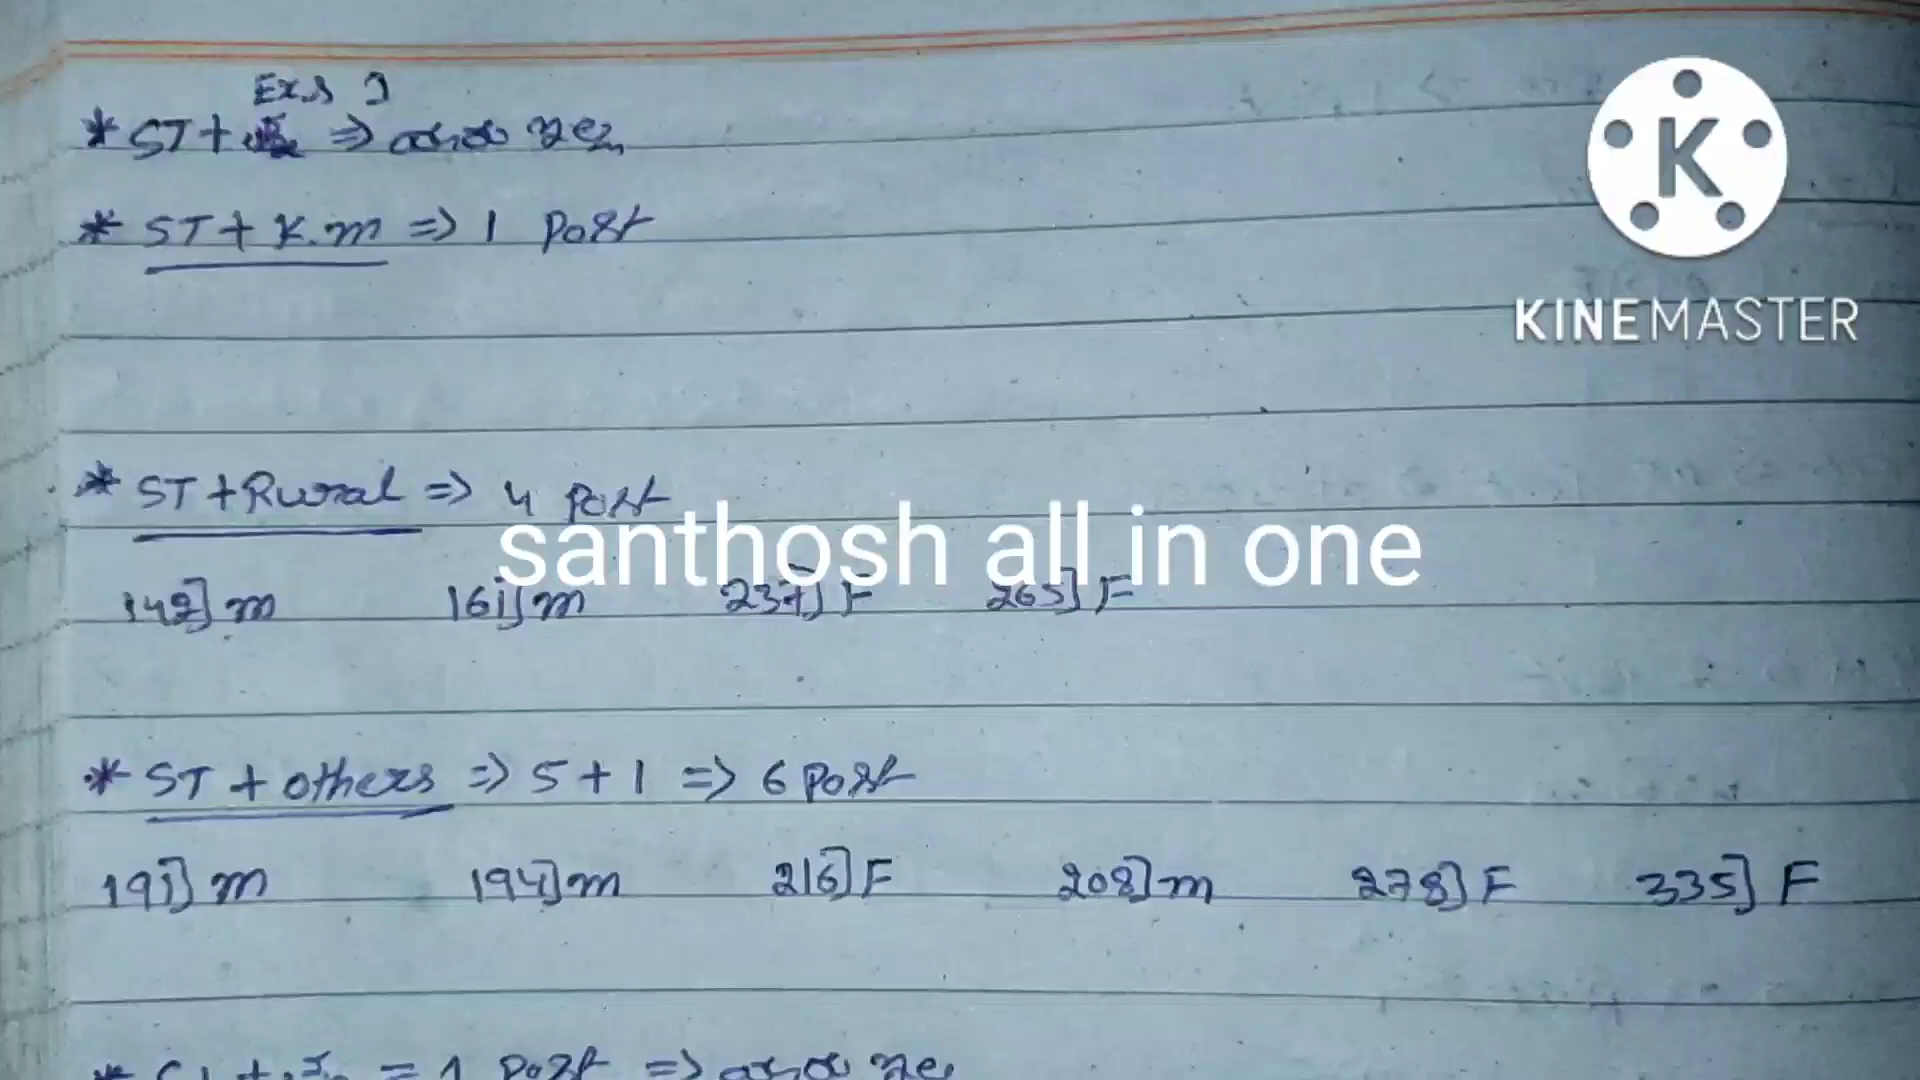 Ex.s
* ST + =>
* ST + K.m => 1 Post
KINEMASTER
* ST + Rural => 4 Post
santhosh all in one
142] m 161] m 237] F 265] F
* ST + others => 5 + 1 => 6 Post
191] m 194] m 216] F 208] m 278] F 335] F
= 1 Post =>